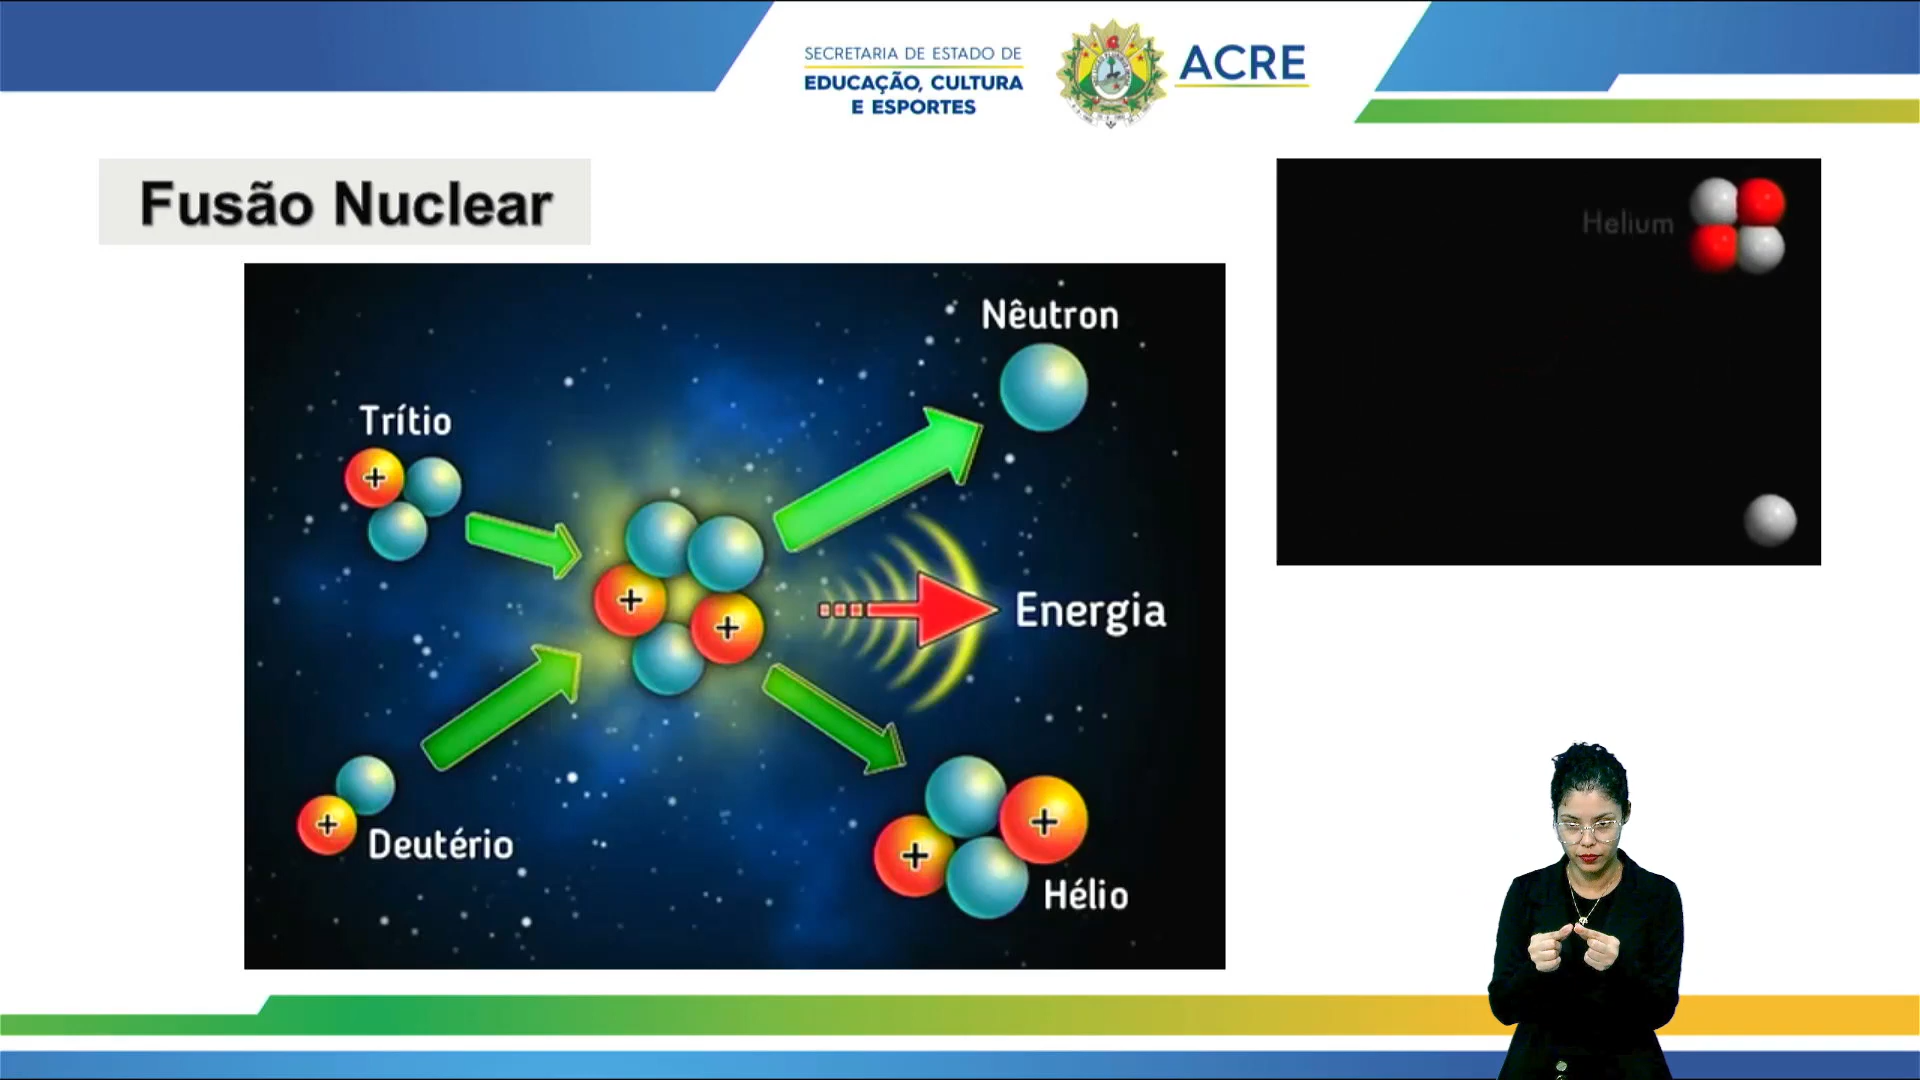 SECRETARIA DE ESTADO DE
EDUCAÇÃO, CULTURA
E ESPORTES
ACRE
Fusão Nuclear
Helium
Nêutron
Trítio
+
+
+
Energia
+
Deutério
+
+
Hélio